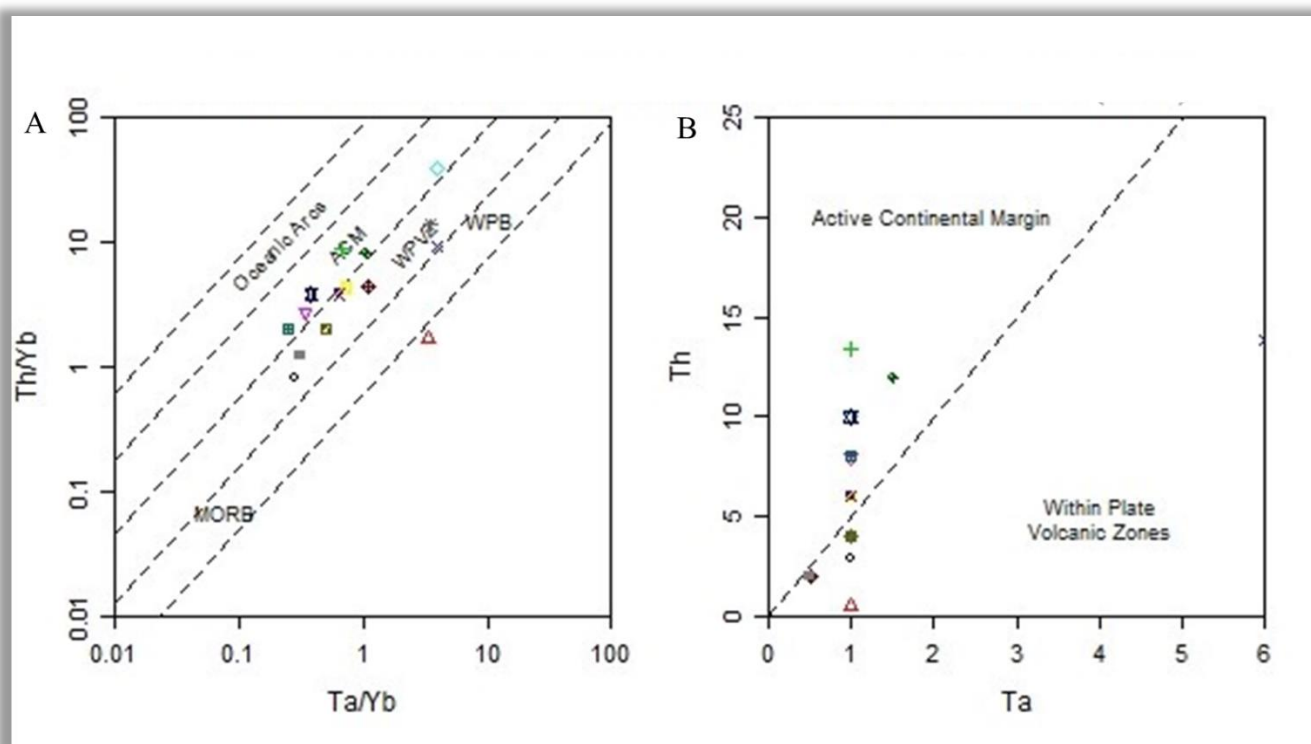 A
B
100
10
1
0.1
0.01
Th/Yb
Oceanic Arcs
ACM
WPVZ
WPB
MORB
0.01 0.1 1 10 100
Ta/Yb
25
20
15
10
5
0
Th
Active Continental Margin
Within Plate
Volcanic Zones
0 1 2 3 4 5 6
Ta